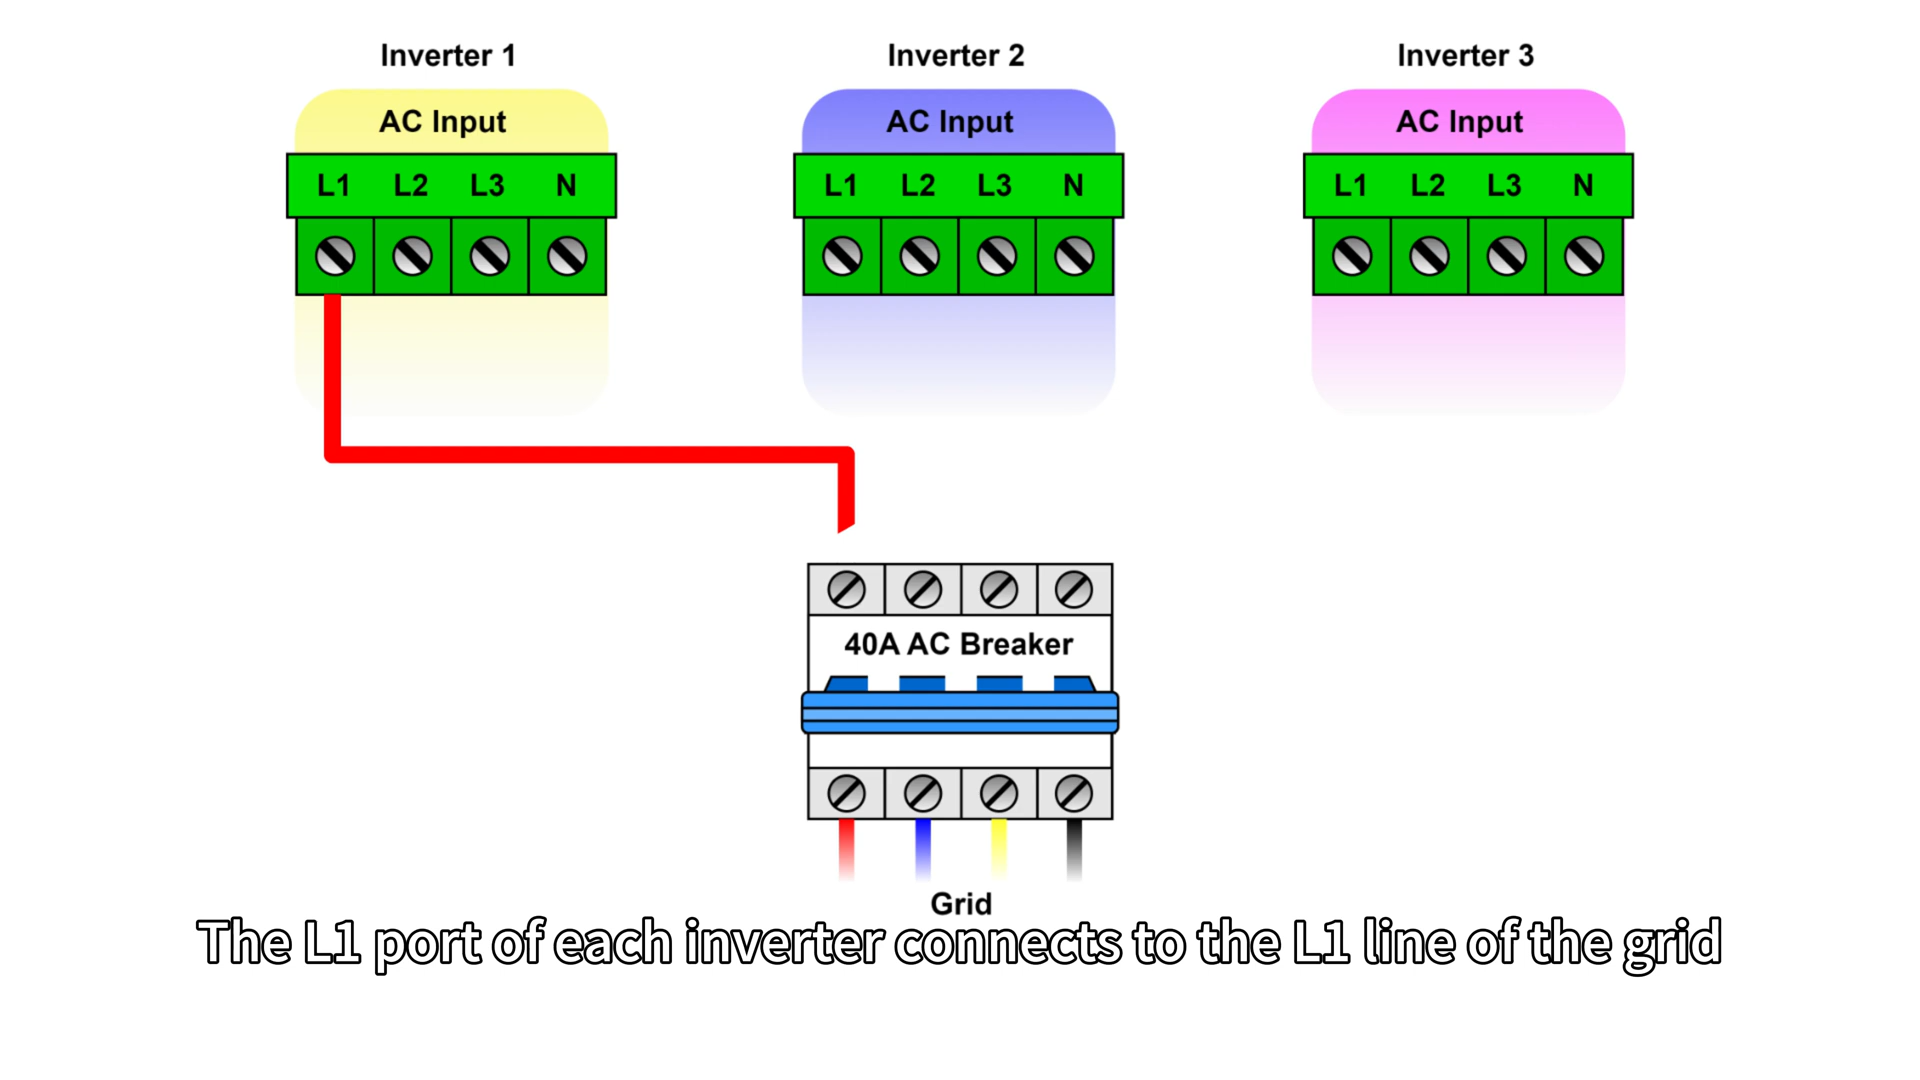 Inverter 1
Inverter 2
Inverter 3
AC Input
AC Input
AC Input
L1 L2 L3 N
L1 L2 L3 N
L1 L2 L3 N
40A AC Breaker
Grid
The L1 port of each inverter connects to the L1 line of the grid